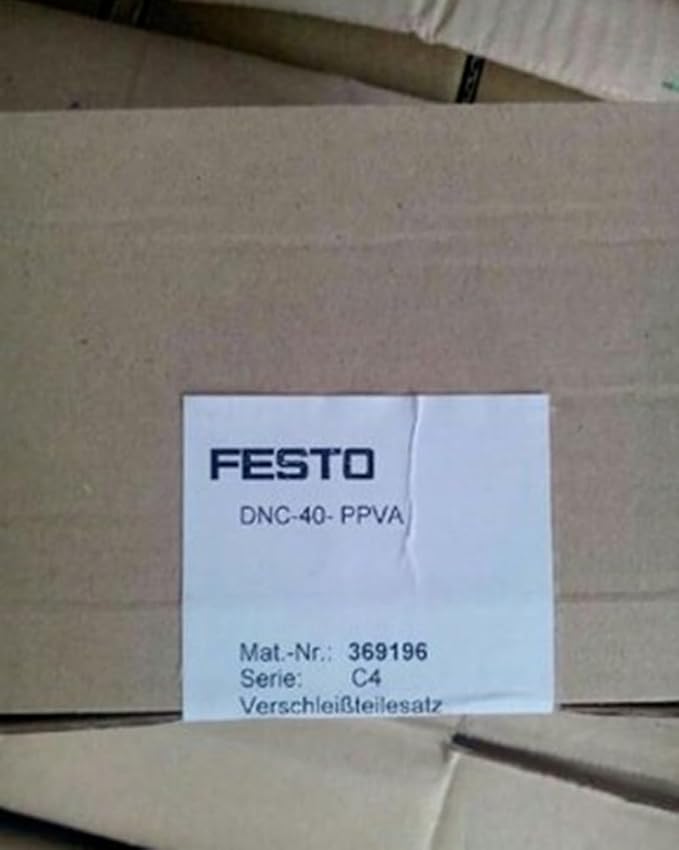 FESTO
DNC-40- PPVA
Mat.-Nr.: 369196
Serie: C4
Verschleißteilesatz